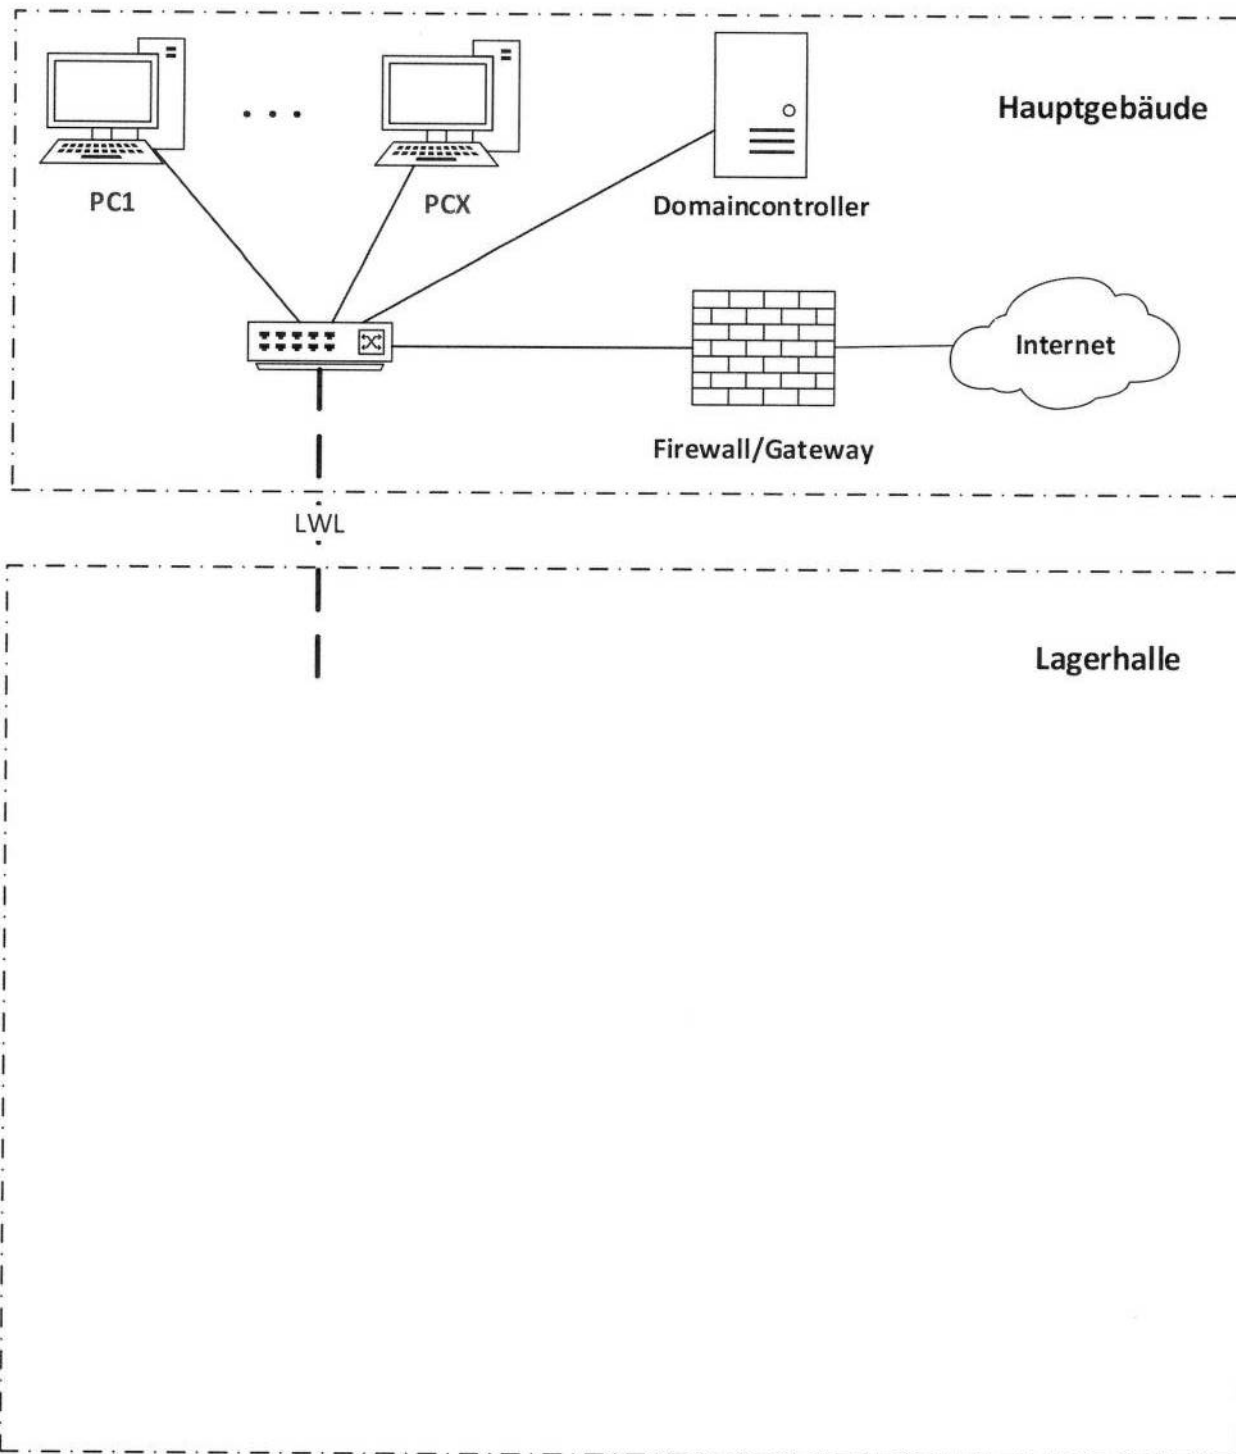 Hauptgebäude
PC1
. . .
PCX
Domaincontroller
Internet
Firewall/Gateway
LWL
Lagerhalle